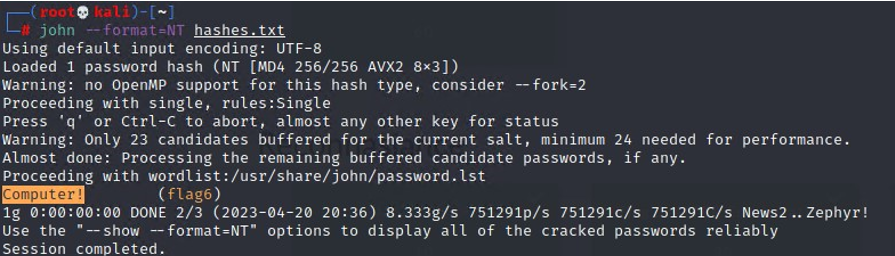 ┌──(root💀kali)-[~]
└─# john --format=NT hashes.txt
Using default input encoding: UTF-8
Loaded 1 password hash (NT [MD4 256/256 AVX2 8×3])
Warning: no OpenMP support for this hash type, consider --fork=2
Proceeding with single, rules:Single
Press 'q' or Ctrl-C to abort, almost any other key for status
Warning: Only 23 candidates buffered for the current salt, minimum 24 needed for performance.
Almost done: Processing the remaining buffered candidate passwords, if any.
Proceeding with wordlist:/usr/share/john/password.lst
Computer!        (flag6)
1g 0:00:00:00 DONE 2/3 (2023-04-20 20:36) 8.333g/s 751291p/s 751291c/s 751291C/s News2..Zephyr!
Use the "--show --format=NT" options to display all of the cracked passwords reliably
Session completed.